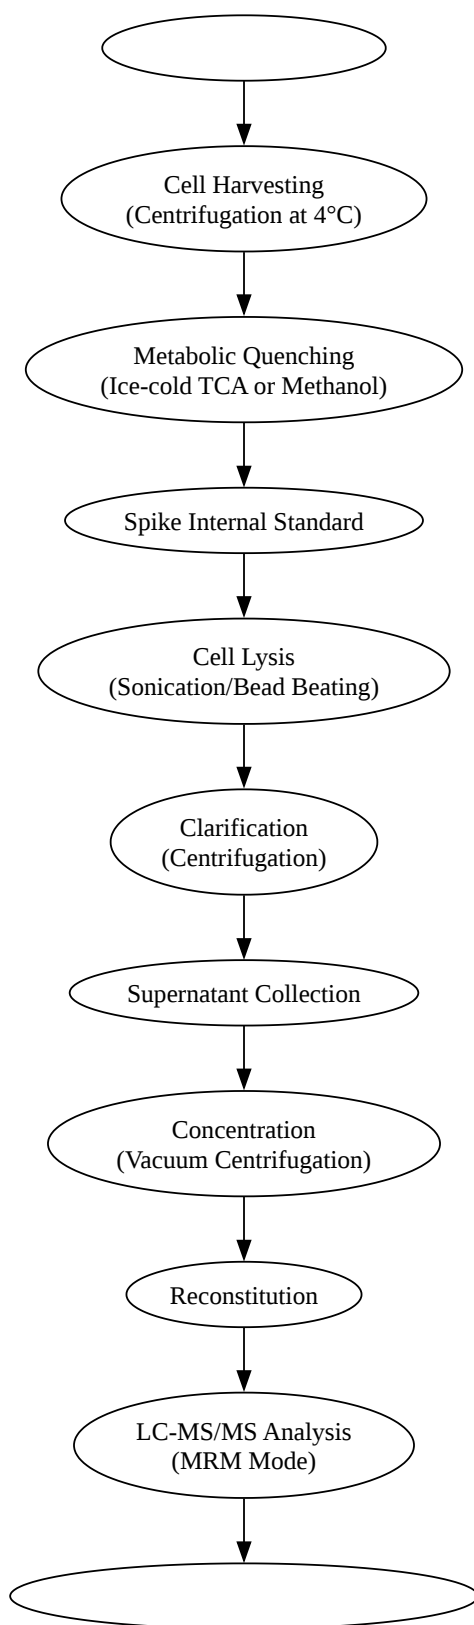 Cell Harvesting
(Centrifugation at 4°C)
Metabolic Quenching
(Ice-cold TCA or Methanol)
Spike Internal Standard
Cell Lysis
(Sonication/Bead Beating)
Clarification
(Centrifugation)
Supernatant Collection
Concentration
(Vacuum Centrifugation)
Reconstitution
LC-MS/MS Analysis
(MRM Mode)